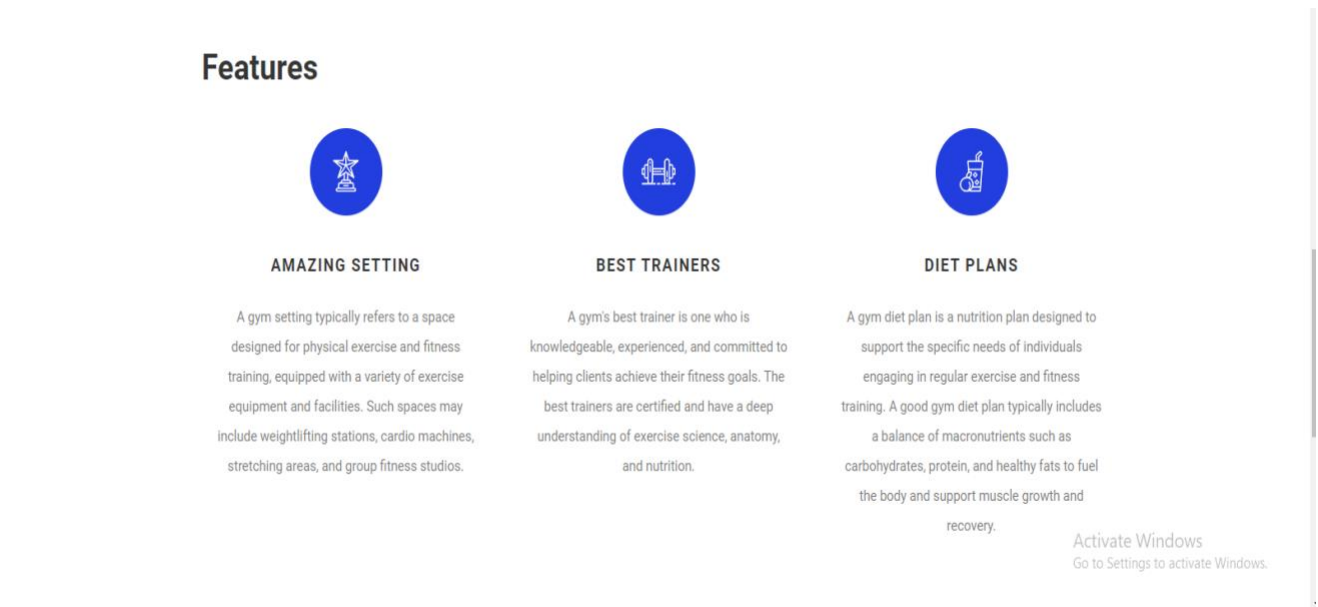 Features
AMAZING SETTING
A gym setting typically refers to a space
designed for physical exercise and fitness
training, equipped with a variety of exercise
equipment and facilities. Such spaces may
include weightlifting stations, cardio machines,
stretching areas, and group fitness studios.
BEST TRAINERS
A gym's best trainer is one who is
knowledgeable, experienced, and committed to
helping clients achieve their fitness goals. The
best trainers are certified and have a deep
understanding of exercise science, anatomy,
and nutrition.
DIET PLANS
A gym diet plan is a nutrition plan designed to
support the specific needs of individuals
engaging in regular exercise and fitness
training. A good gym diet plan typically includes
a balance of macronutrients such as
carbohydrates, protein, and healthy fats to fuel
the body and support muscle growth and
recovery.
Activate Windows
Go to Settings to activate Windows.